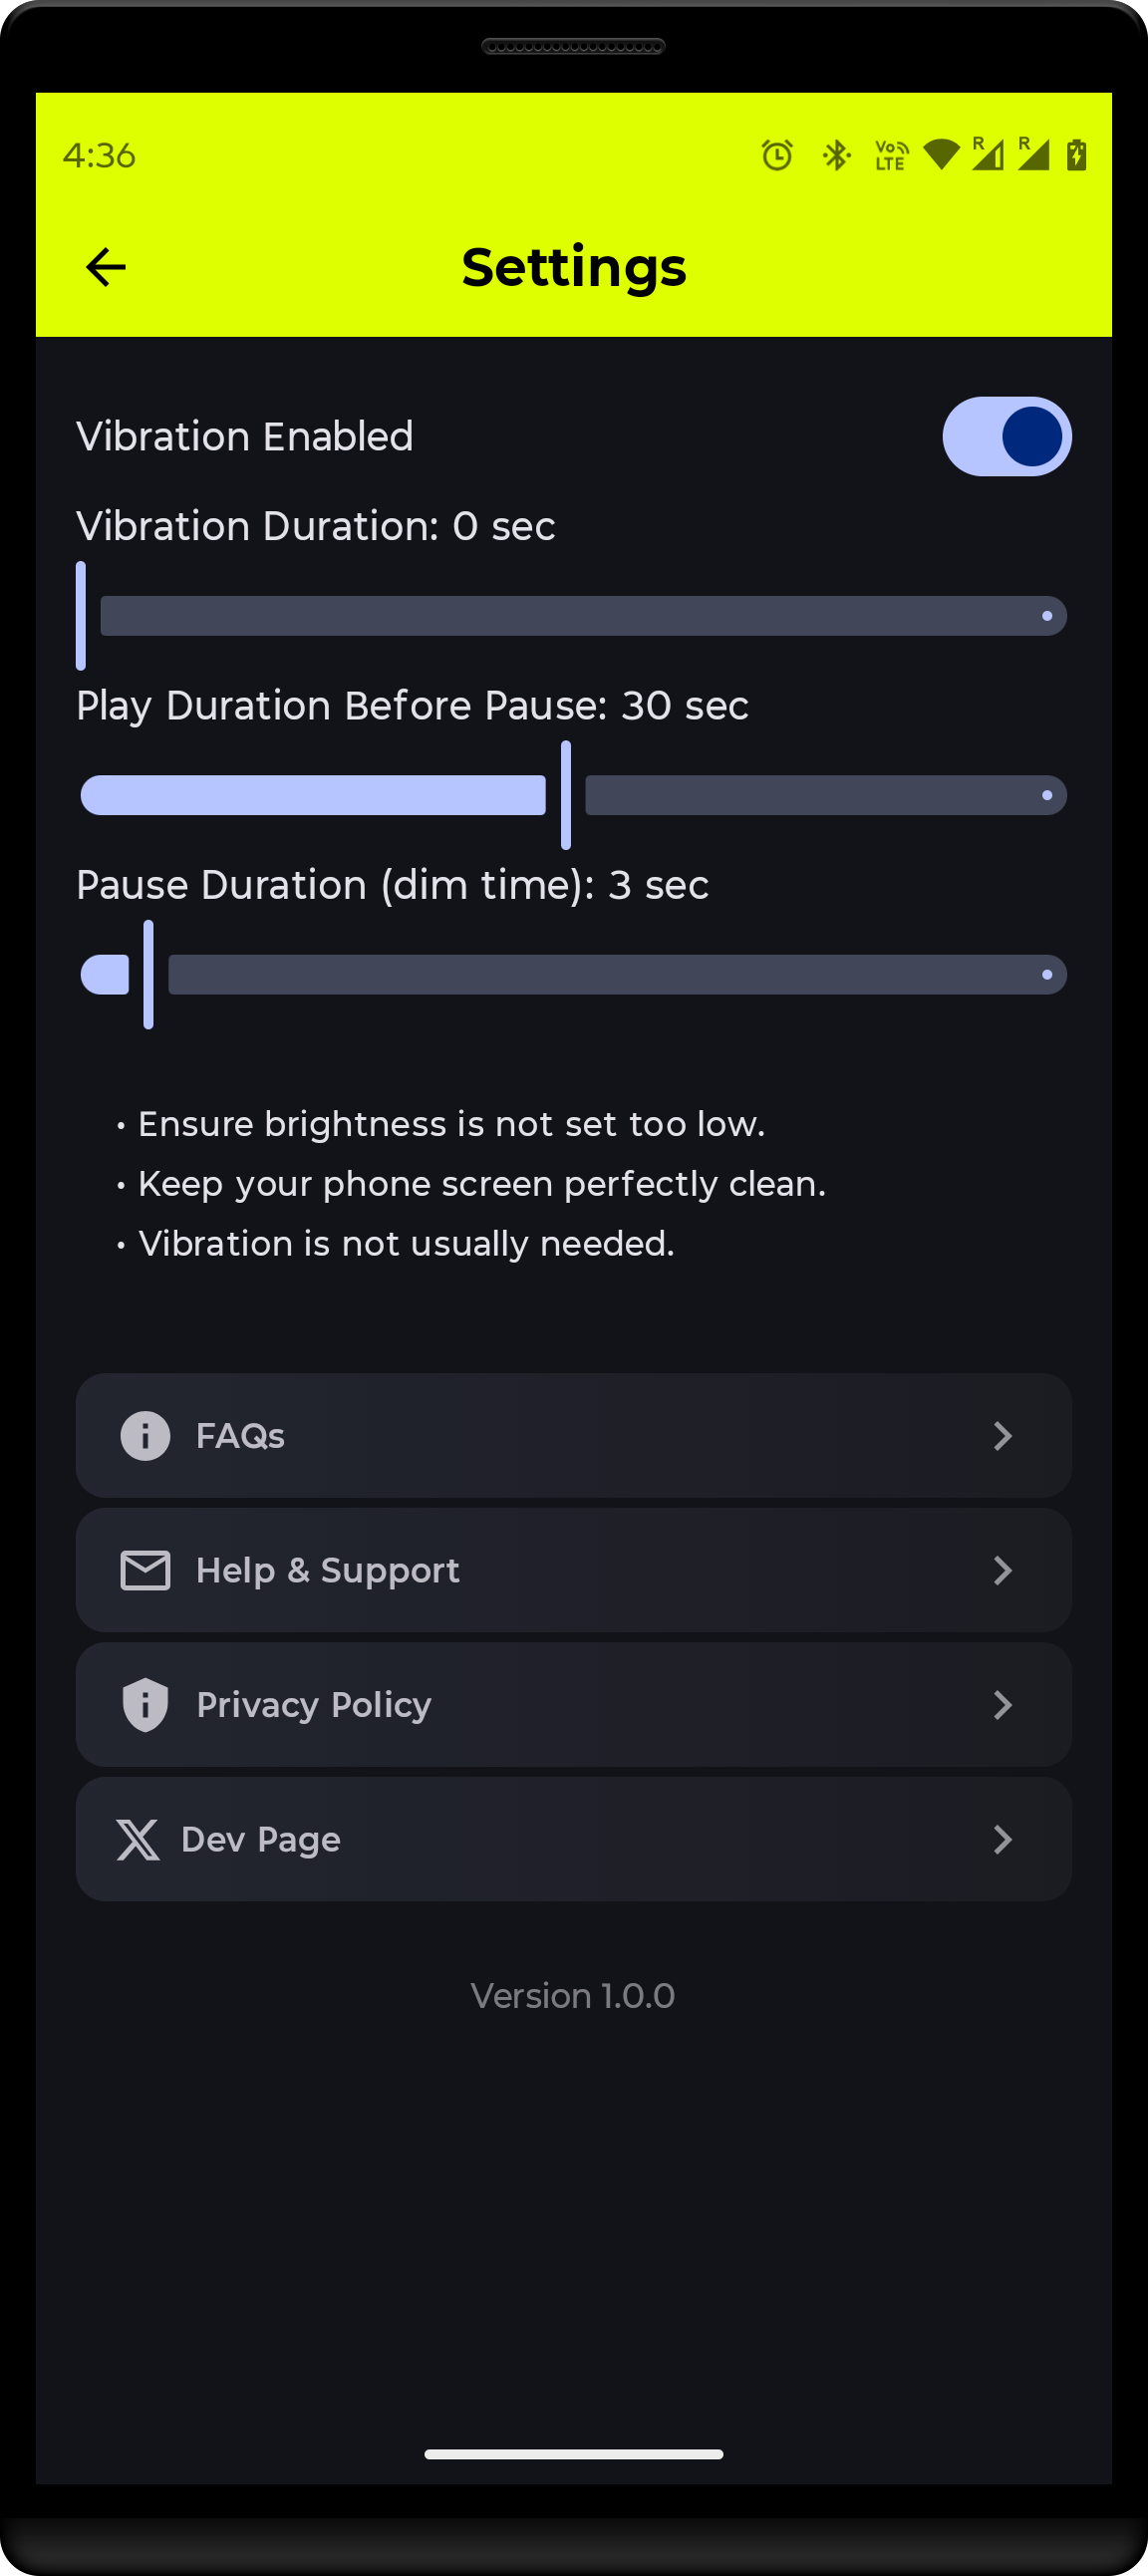 4:36
Vo LTE R R
Settings
Vibration Enabled
Vibration Duration: 0 sec
Play Duration Before Pause: 30 sec
Pause Duration (dim time): 3 sec
• Ensure brightness is not set too low.
• Keep your phone screen perfectly clean.
• Vibration is not usually needed.
FAQs
Help & Support
Privacy Policy
Dev Page
Version 1.0.0